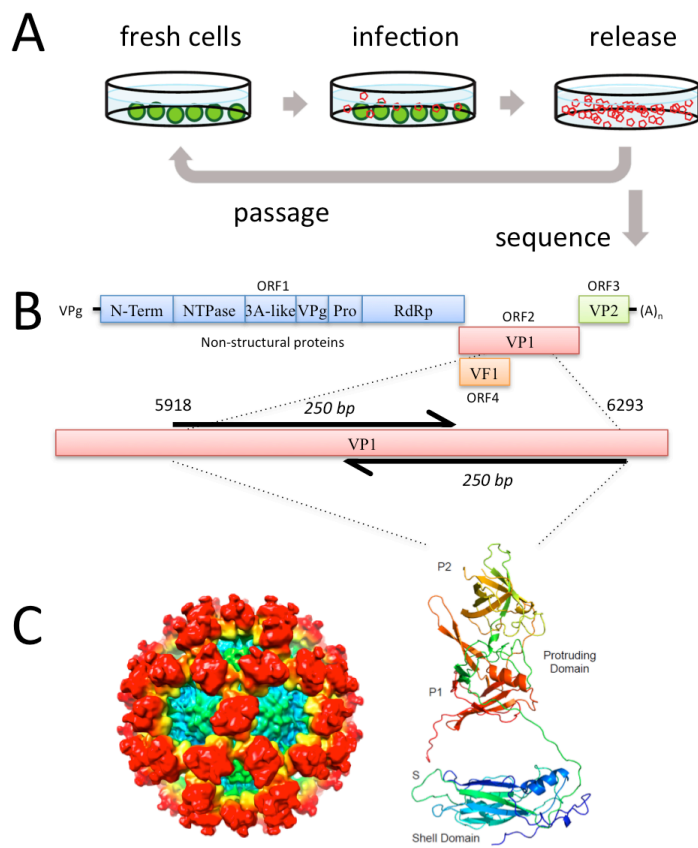 A
fresh cells
infection
release
passage
sequence
B
ORF1
ORF3
VPg
N-Term
NTPase
3A-like
VPg
Pro
RdRp
ORF2
VP2
(A)n
Non-structural proteins
VP1
VF1
ORF4
5918
250 bp
6293
VP1
250 bp
C
P2
Protruding
Domain
P1
S
Shell Domain